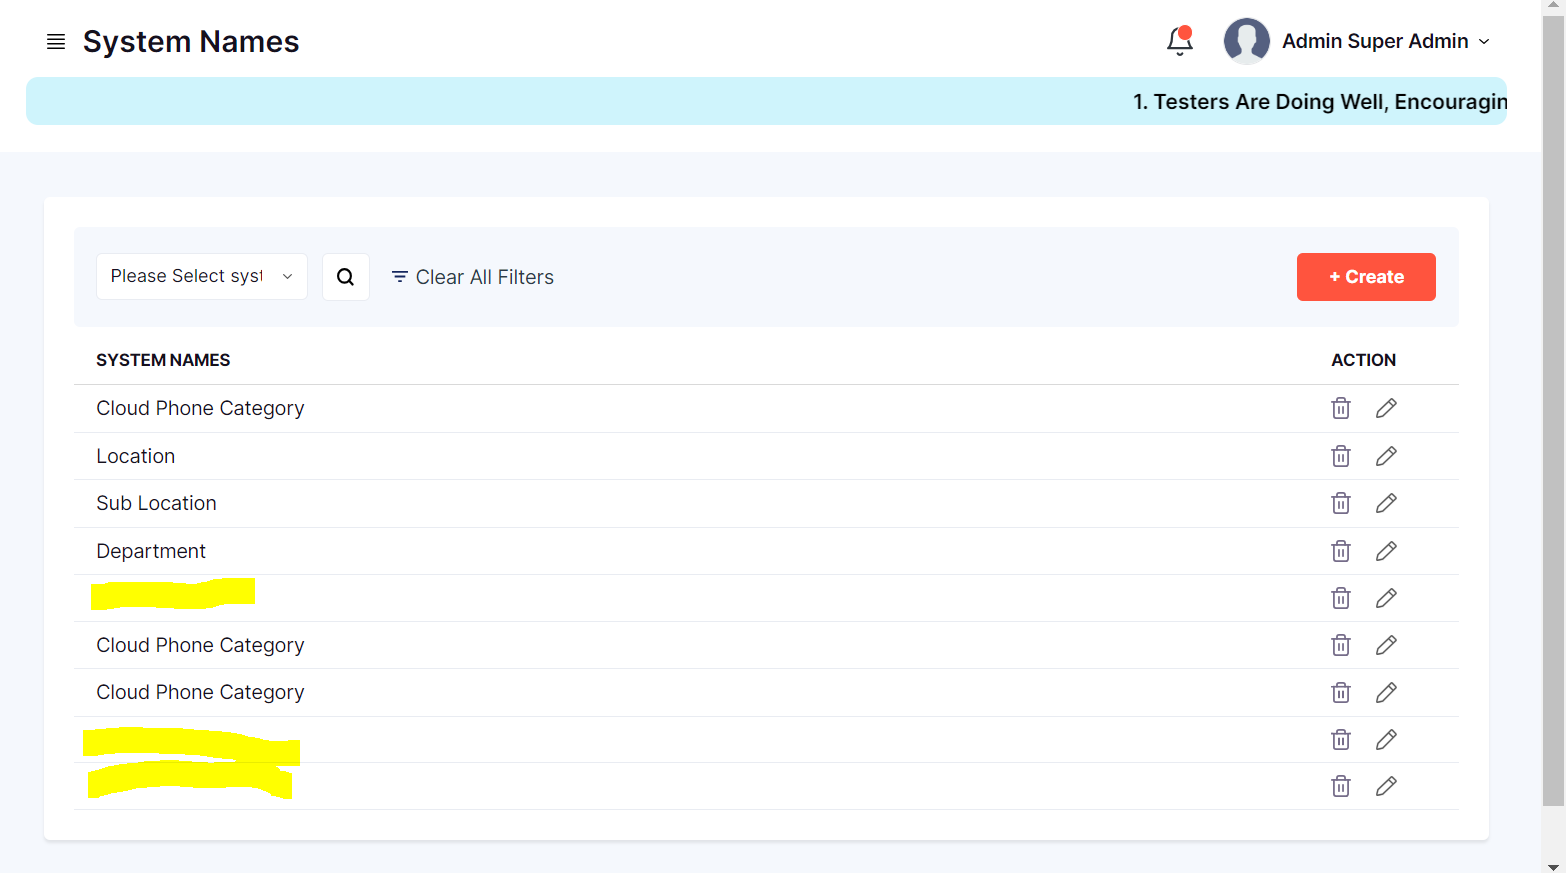 System Names
Admin Super Admin
1. Testers Are Doing Well, Encouragin
Please Select syst
Clear All Filters
+ Create
SYSTEM NAMES ACTION
Cloud Phone Category
Location
Sub Location
Department
Cloud Phone Category
Cloud Phone Category